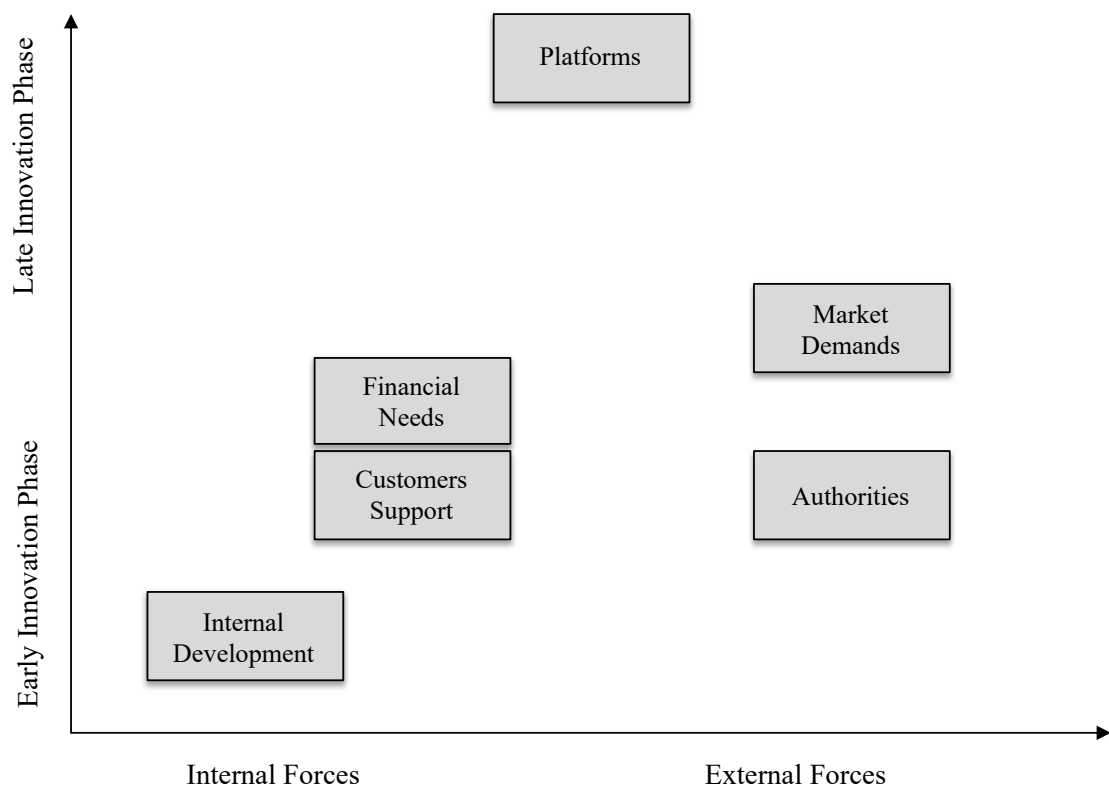 Late Innovation Phase
Early Innovation Phase
Platforms
Market
Demands
Financial
Needs
Customers
Support
Authorities
Internal
Development
Internal Forces
External Forces